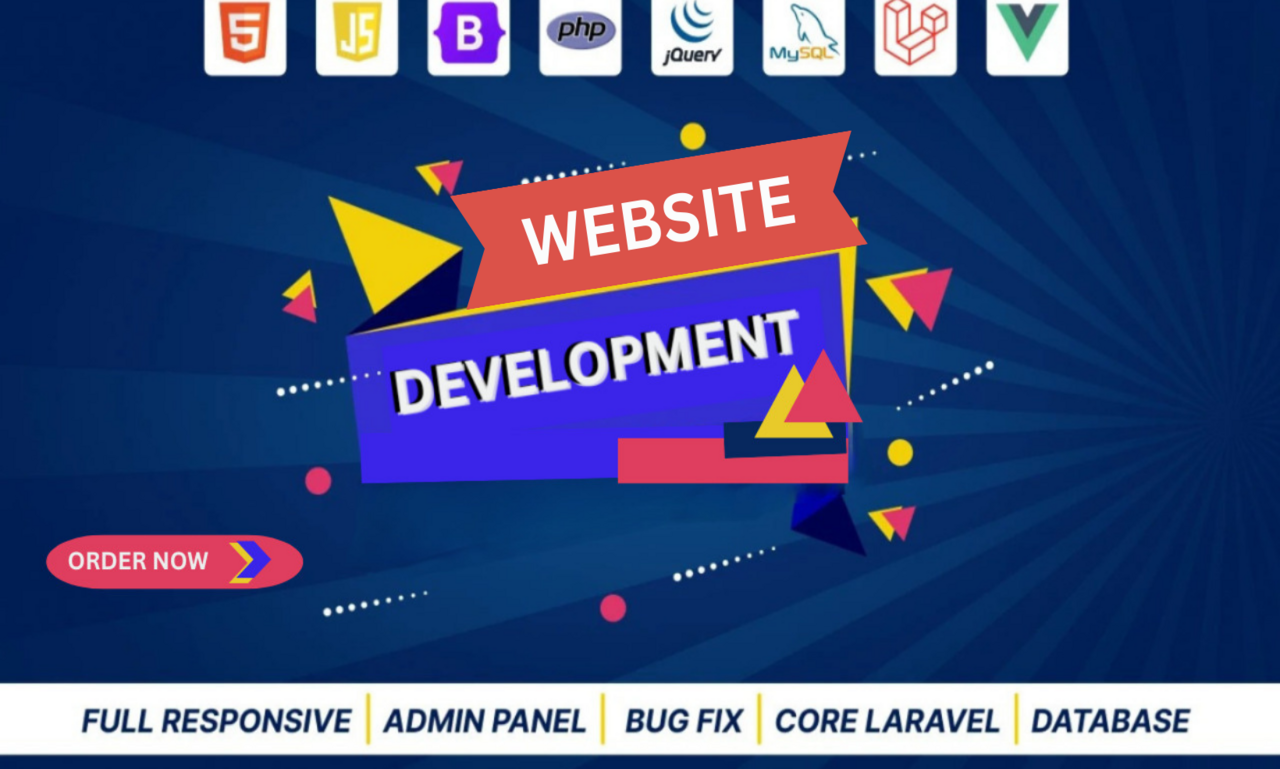 5 JS B php jQuery MySQL
WEBSITE
DEVELOPMENT
ORDER NOW
FULL RESPONSIVE ADMIN PANEL BUG FIX CORE LARAVEL DATABASE